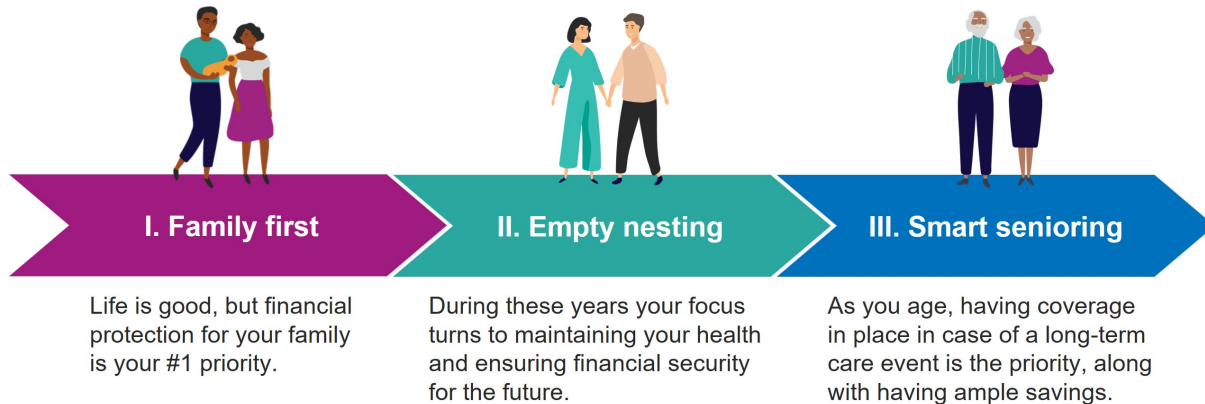 I. Family first
II. Empty nesting
III. Smart senioring
Life is good, but financial
protection for your family
is your #1 priority.
During these years your focus
turns to maintaining your health
and ensuring financial security
for the future.
As you age, having coverage
in place in case of a long-term
care event is the priority, along
with having ample savings.